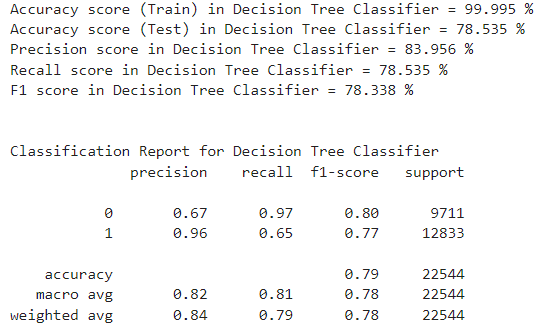 Accuracy score (Train) in Decision Tree Classifier = 99.995 %
Accuracy score (Test) in Decision Tree Classifier = 78.535 %
Precision score in Decision Tree Classifier = 83.956 %
Recall score in Decision Tree Classifier = 78.535 %
F1 score in Decision Tree Classifier = 78.338 %
Classification Report for Decision Tree Classifier
precision recall f1-score support
0 0.67 0.97 0.80 9711
1 0.96 0.65 0.77 12833
accuracy 0.79 22544
macro avg 0.82 0.81 0.78 22544
weighted avg 0.84 0.79 0.78 22544